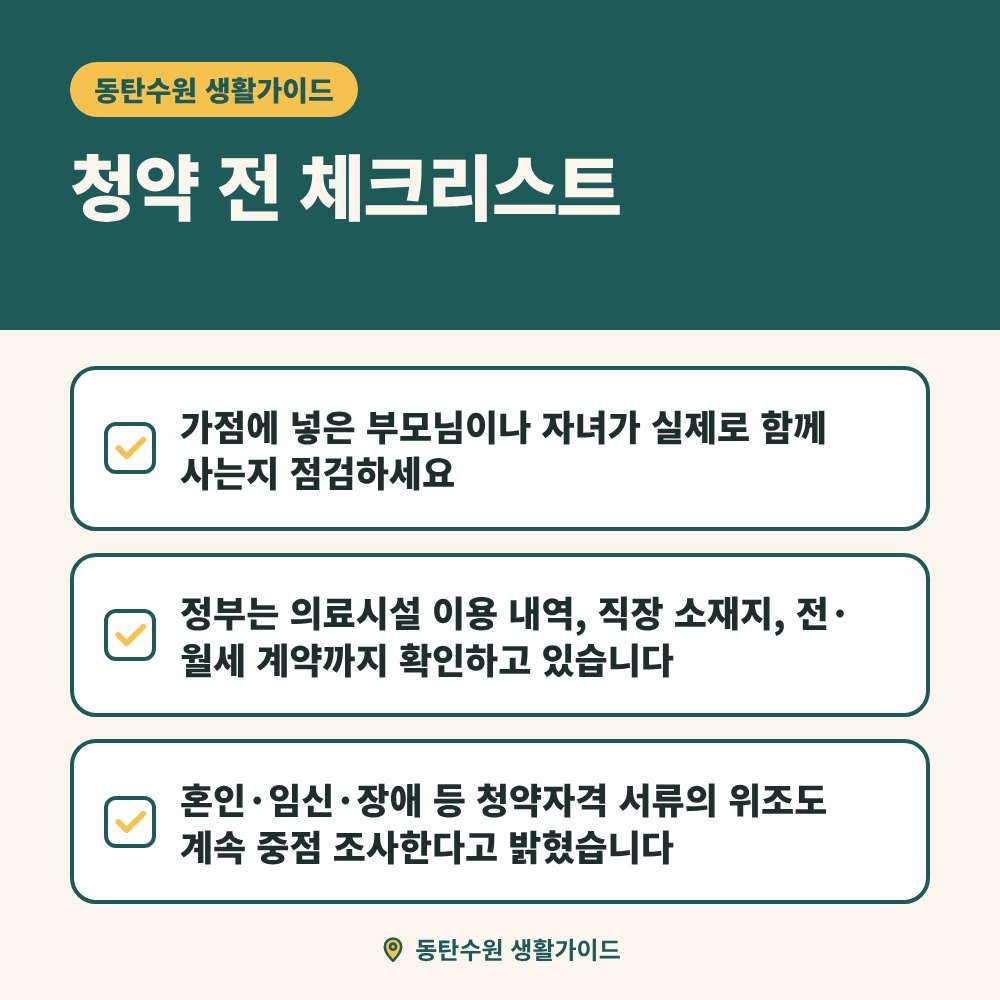 동탄수원 생활가이드
청약 전 체크리스트
가점에 넣은 부모님이나 자녀가 실제로 함께
사는지 점검하세요
정부는 의료시설 이용 내역, 직장 소재지, 전·
월세 계약까지 확인하고 있습니다
혼인·임신·장애 등 청약자격 서류의 위조도
계속 중점 조사한다고 밝혔습니다
동탄수원 생활가이드